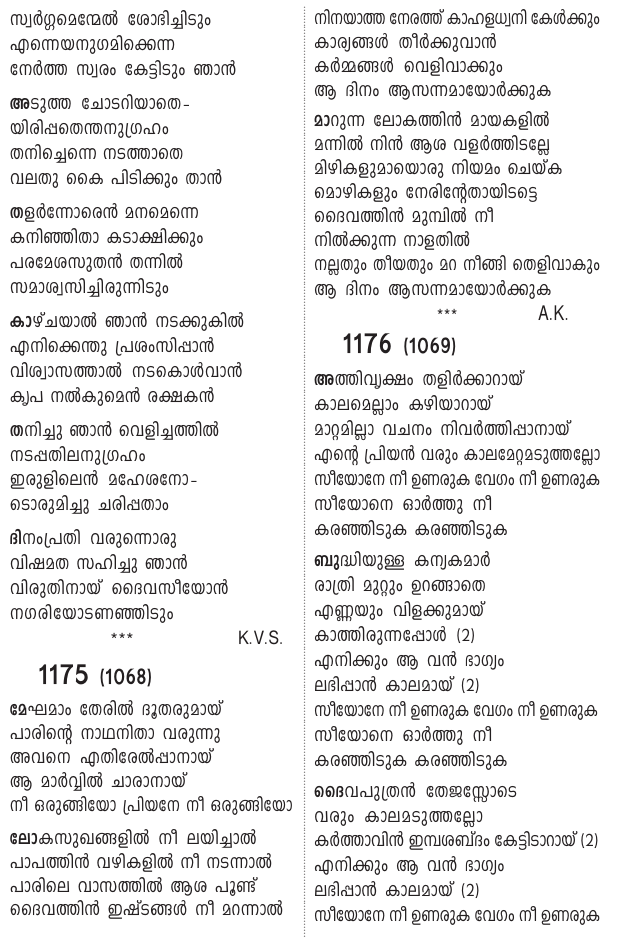 സ്വർഗ്ഗമെന്മേൽ ശോഭിച്ചിടും
എന്നെയനുഗമിക്കെന്ന
നേർത്ത സ്വരം കേട്ടിടും ഞാൻ
അടുത്ത ചോടറിയാതെ-
യിരിപ്പതെന്തനുഗ്രഹം
തനിച്ചെന്നെ നടത്താതെ
വലതു കൈ പിടിക്കും താൻ
തളർന്നോരെൻ മനമെന്നെ
കനിഞ്ഞിതാ കടാക്ഷിക്കും
പരമേശസുതൻ തന്നിൽ
സമാശ്വസിച്ചിരുന്നിടും
കാഴ്ചയാൽ ഞാൻ നടക്കുകിൽ
എനിക്കെന്തു പ്രശംസിപ്പാൻ
വിശ്വാസത്താൽ നടകൊൾവാൻ
കൃപ നൽകുമെൻ രക്ഷകൻ
തനിച്ചു ഞാൻ വെളിച്ചത്തിൽ
നടപ്പതിലനുഗ്രഹം
ഇരുളിലെൻ മഹേശനോ-
ടൊരുമിച്ചു ചരിപ്പതാം
ദിനംപ്രതി വരുന്നൊരു
വിഷമത സഹിച്ചു ഞാൻ
വിരുതിനായ് ദൈവസീയോൻ
നഗരിയോടണഞ്ഞിടും
*** K.V.S.
1175 (1068)
മേഘമാം തേരിൽ ദൂതരുമായ്
പാരിന്റെ നാഥനിതാ വരുന്നു
അവനെ എതിരേൽപ്പാനായ്
ആ മാർവ്വിൽ ചാരാനായ്
നീ ഒരുങ്ങിയോ പ്രിയനേ നീ ഒരുങ്ങിയോ
ലോകസുഖങ്ങളിൽ നീ ലയിച്ചാൽ
പാപത്തിൻ വഴികളിൽ നീ നടന്നാൽ
പാരിലെ വാസത്തിൽ ആശ പൂണ്ട്
ദൈവത്തിൻ ഇഷ്ടങ്ങൾ നീ മറന്നാൽ
നിനയാത്ത നേരത്ത് കാഹളധ്വനി കേൾക്കും
കാര്യങ്ങൾ തീർക്കുവാൻ
കർമ്മങ്ങൾ വെളിവാക്കും
ആ ദിനം ആസന്നമായോർക്കുക
മാറുന്ന ലോകത്തിൻ മായകളിൽ
മന്നിൽ നിൻ ആശ വളർത്തിടല്ലേ
മിഴികളുമായൊരു നിയമം ചെയ്ക
മൊഴികളും നേരിന്റേതായിടട്ടെ
ദൈവത്തിൻ മുമ്പിൽ നീ
നിൽക്കുന്ന നാളതിൽ
നല്ലതും തീയതും മറ നീങ്ങി തെളിവാകും
ആ ദിനം ആസന്നമായോർക്കുക
*** A.K.
1176 (1069)
അത്തിവൃക്ഷം തളിർക്കാറായ്
കാലമെല്ലാം കഴിയാറായ്
മാറ്റമില്ലാ വചനം നിവർത്തിപ്പാനായ്
എന്റെ പ്രിയൻ വരും കാലമേറ്റമടുത്തല്ലോ
സീയോനേ നീ ഉണരുക വേഗം നീ ഉണരുക
സീയോനെ ഓർത്തു നീ
കരഞ്ഞിടുക കരഞ്ഞിടുക
ബുദ്ധിയുള്ള കന്യകമാർ
രാത്രി മുറ്റും ഉറങ്ങാതെ
എണ്ണയും വിളക്കുമായ്
കാത്തിരുന്നപ്പോൾ (2)
എനിക്കും ആ വൻ ഭാഗ്യം
ലഭിപ്പാൻ കാലമായ് (2)
സീയോനേ നീ ഉണരുക വേഗം നീ ഉണരുക
സീയോനെ ഓർത്തു നീ
കരഞ്ഞിടുക കരഞ്ഞിടുക
ദൈവപുത്രൻ തേജസ്സോടെ
വരും കാലമടുത്തല്ലോ
കർത്താവിൻ ഇമ്പശബ്ദം കേട്ടിടാറായ് (2)
എനിക്കും ആ വൻ ഭാഗ്യം
ലഭിപ്പാൻ കാലമായ് (2)
സീയോനേ നീ ഉണരുക വേഗം നീ ഉണരുക